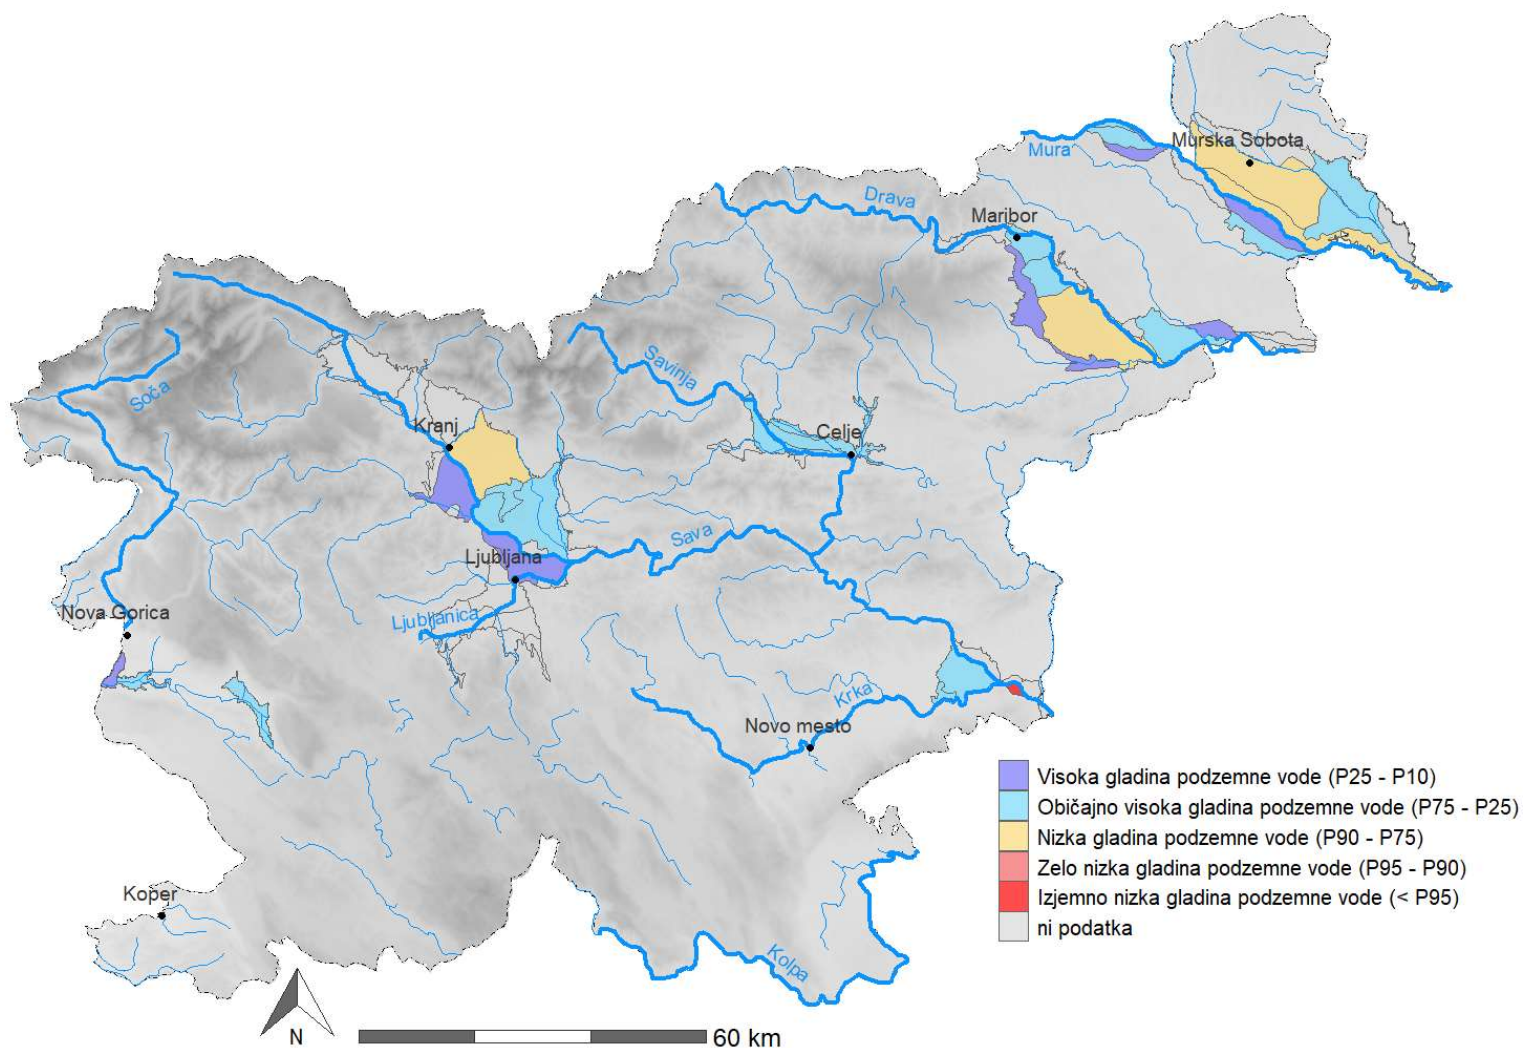 Mura
Murska Sobota
Drava
Maribor
Soča
Savinja
Kranj
Celje
Sava
Ljubljana
Nova Gorica
Ljubljanica
Krka
Novo mesto
Visoka gladina podzemne vode (P25 - P10)
Običajno visoka gladina podzemne vode (P75 - P25)
Nizka gladina podzemne vode (P90 - P75)
Zelo nizka gladina podzemne vode (P95 - P90)
Izjemno nizka gladina podzemne vode (< P95)
ni podatka
Koper
Kolpa
N
60 km